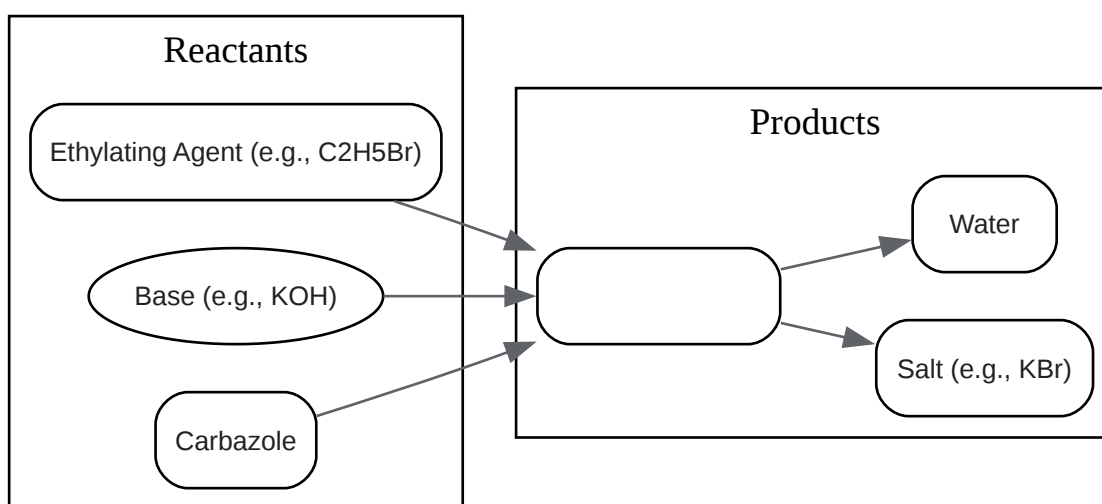 Reactants
Ethylating Agent (e.g., C2H5Br)
Base (e.g., KOH)
Carbazole
Products
Water
Salt (e.g., KBr)